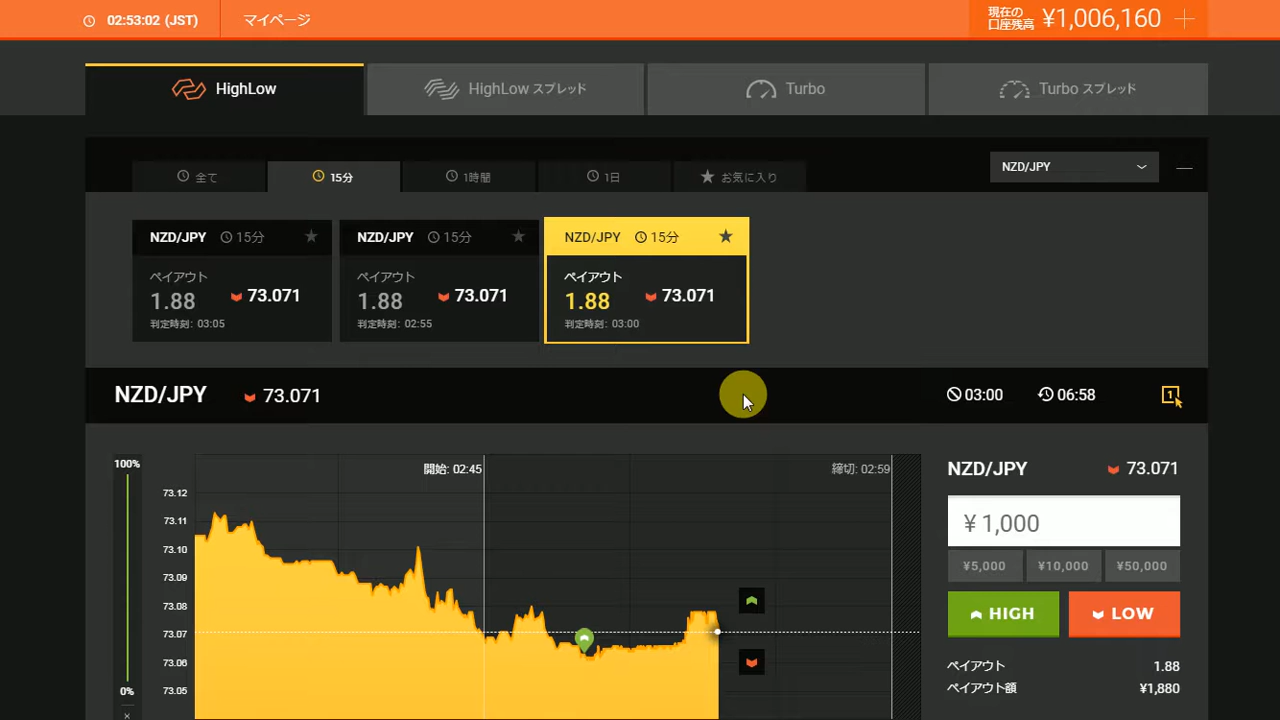 02:53:02 (JST)
マイページ
現在の
口座残高
¥1,006,160
HighLow
HighLow スプレッド
Turbo
Turbo スプレッド
全て
15分
1時間
1日
お気に入り
NZD/JPY
NZD/JPY 15分
ペイアウト
1.88 73.071
判定時刻: 03:05
NZD/JPY 15分
ペイアウト
1.88 73.071
判定時刻: 02:55
NZD/JPY 15分
ペイアウト
1.88 73.071
判定時刻: 03:00
NZD/JPY 73.071
03:00
06:58
1
100%
0%
開始: 02:45
締切: 02:59
73.12
73.11
73.10
73.09
73.08
73.07
73.06
73.05
NZD/JPY 73.071
¥ 1,000
¥5,000
¥10,000
¥50,000
HIGH
LOW
ペイアウト 1.88
ペイアウト額 ¥1,880